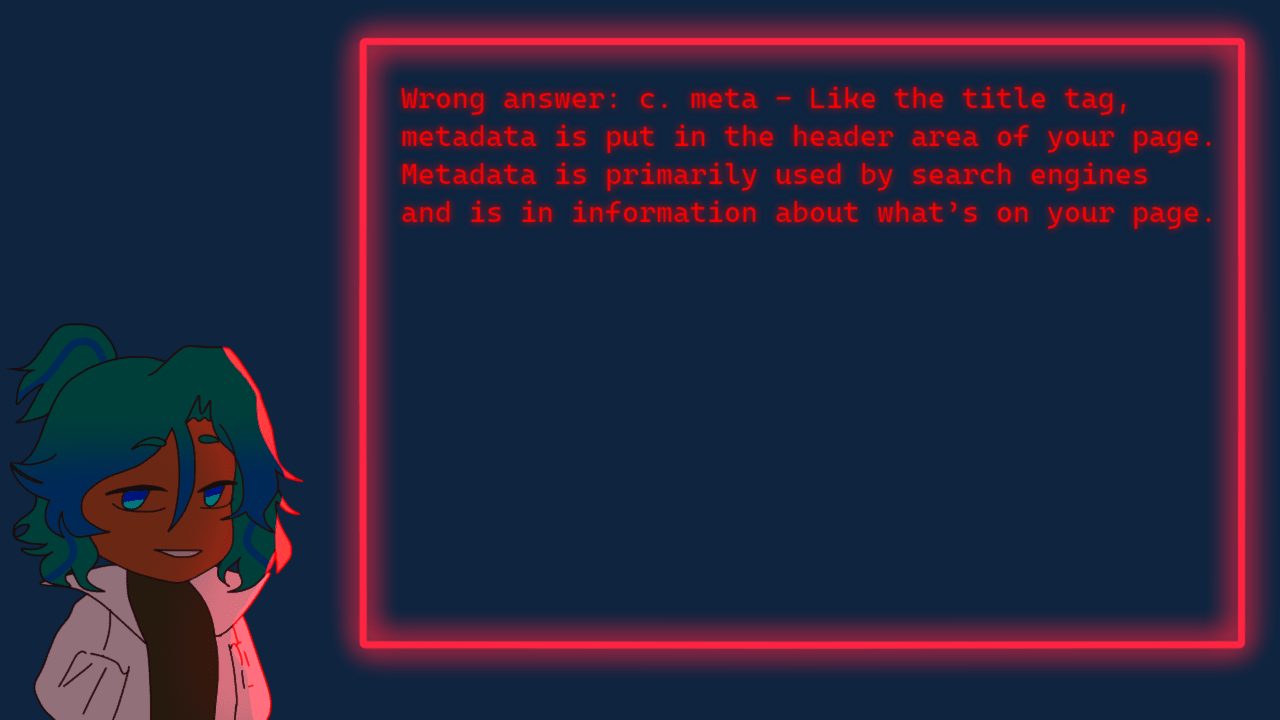 Wrong answer: c. meta – Like the title tag,
metadata is put in the header area of your page.
Metadata is primarily used by search engines
and is in information about what’s on your page.